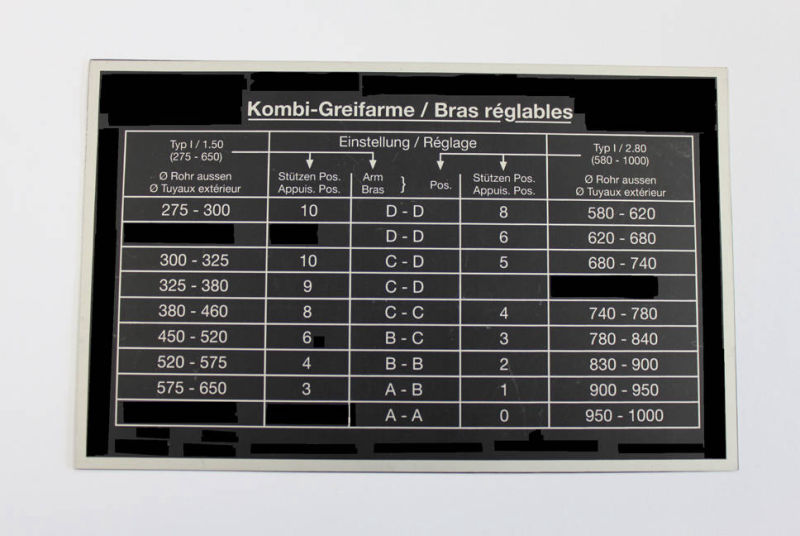 Kombi-Greifarme / Bras réglables
Typ I / 1.50
(275 - 650)
Einstellung / Réglage
Typ I / 2.80
(580 - 1000)
Ø Rohr aussen
Ø Tuyaux extérieur
Stützen Pos.
Appuis. Pos.
Arm
Bras
} Pos.
Stützen Pos.
Appuis. Pos.
Ø Rohr aussen
Ø Tuyaux extérieur
275 - 300 10 D - D 8 580 - 620
D - D 6 620 - 680
300 - 325 10 C - D 5 680 - 740
325 - 380 9 C - D
380 - 460 8 C - C 4 740 - 780
450 - 520 6 B - C 3 780 - 840
520 - 575 4 B - B 2 830 - 900
575 - 650 3 A - B 1 900 - 950
A - A 0 950 - 1000